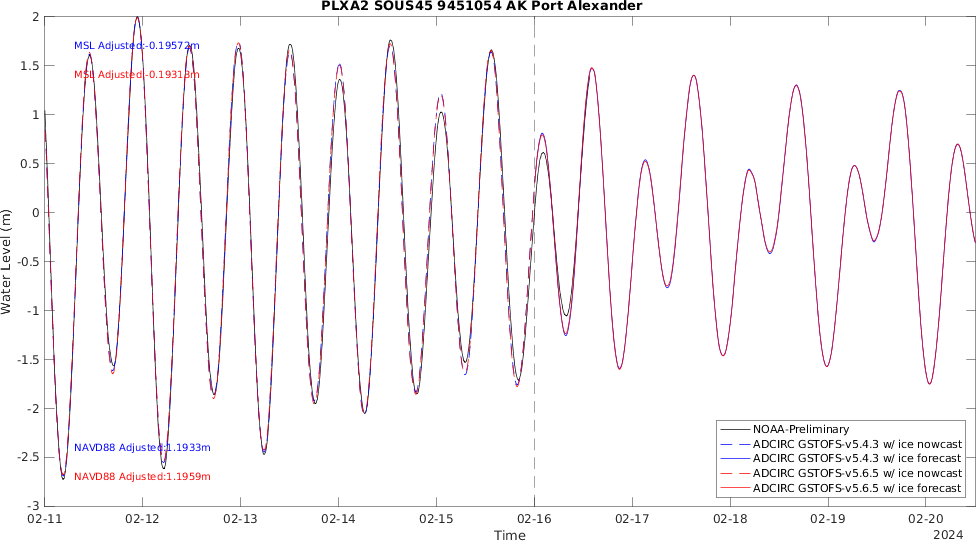 PLXA2 SOUS45 9451054 AK Port Alexander
2
1.5
1
0.5
0
-0.5
-1
-1.5
-2
-2.5
-3
Water Level (m)
MSL Adjusted:-0.19572m
MSL Adjusted:-0.19313m
NAVD88 Adjusted:1.1933m
NAVD88 Adjusted:1.1959m
NOAA-Preliminary
ADCIRC GSTOFS-v5.4.3 w/ ice nowcast
ADCIRC GSTOFS-v5.4.3 w/ ice forecast
ADCIRC GSTOFS-v5.6.5 w/ ice nowcast
ADCIRC GSTOFS-v5.6.5 w/ ice forecast
02-11 02-12 02-13 02-14 02-15 02-16 02-17 02-18 02-19 02-20
Time
2024